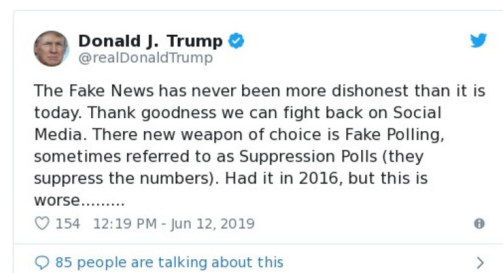 Donald J. Trump
@realDonaldTrump
The Fake News has never been more dishonest than it is
today. Thank goodness we can fight back on Social
Media. There new weapon of choice is Fake Polling,
sometimes referred to as Suppression Polls (they
suppress the numbers). Had it in 2016, but this is
worse.........
154 12:19 PM - Jun 12, 2019
85 people are talking about this